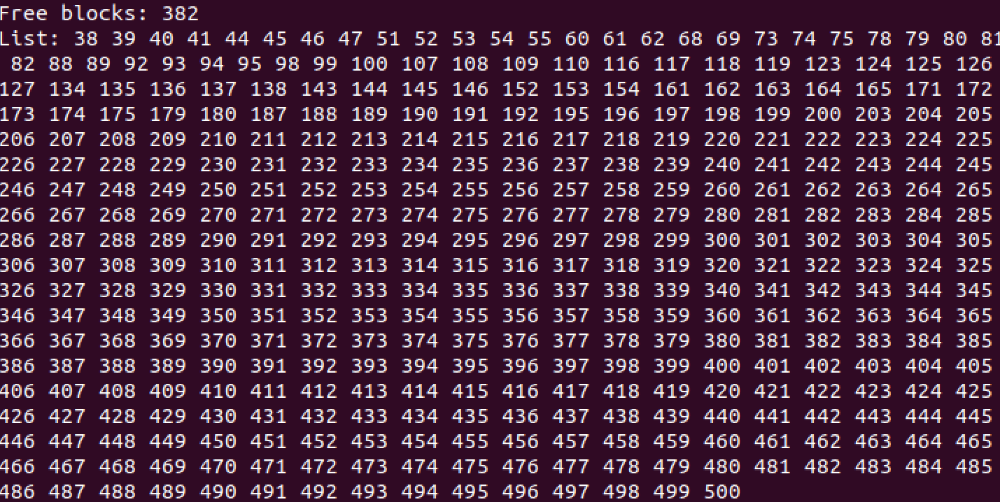 Free blocks: 382
List: 38 39 40 41 44 45 46 47 51 52 53 54 55 60 61 62 68 69 73 74 75 78 79 80 81
82 88 89 92 93 94 95 98 99 100 107 108 109 110 116 117 118 119 123 124 125 126
127 134 135 136 137 138 143 144 145 146 152 153 154 161 162 163 164 165 171 172
173 174 175 179 180 187 188 189 190 191 192 195 196 197 198 199 200 203 204 205
206 207 208 209 210 211 212 213 214 215 216 217 218 219 220 221 222 223 224 225
226 227 228 229 230 231 232 233 234 235 236 237 238 239 240 241 242 243 244 245
246 247 248 249 250 251 252 253 254 255 256 257 258 259 260 261 262 263 264 265
266 267 268 269 270 271 272 273 274 275 276 277 278 279 280 281 282 283 284 285
286 287 288 289 290 291 292 293 294 295 296 297 298 299 300 301 302 303 304 305
306 307 308 309 310 311 312 313 314 315 316 317 318 319 320 321 322 323 324 325
326 327 328 329 330 331 332 333 334 335 336 337 338 339 340 341 342 343 344 345
346 347 348 349 350 351 352 353 354 355 356 357 358 359 360 361 362 363 364 365
366 367 368 369 370 371 372 373 374 375 376 377 378 379 380 381 382 383 384 385
386 387 388 389 390 391 392 393 394 395 396 397 398 399 400 401 402 403 404 405
406 407 408 409 410 411 412 413 414 415 416 417 418 419 420 421 422 423 424 425
426 427 428 429 430 431 432 433 434 435 436 437 438 439 440 441 442 443 444 445
446 447 448 449 450 451 452 453 454 455 456 457 458 459 460 461 462 463 464 465
466 467 468 469 470 471 472 473 474 475 476 477 478 479 480 481 482 483 484 485
486 487 488 489 490 491 492 493 494 495 496 497 498 499 500